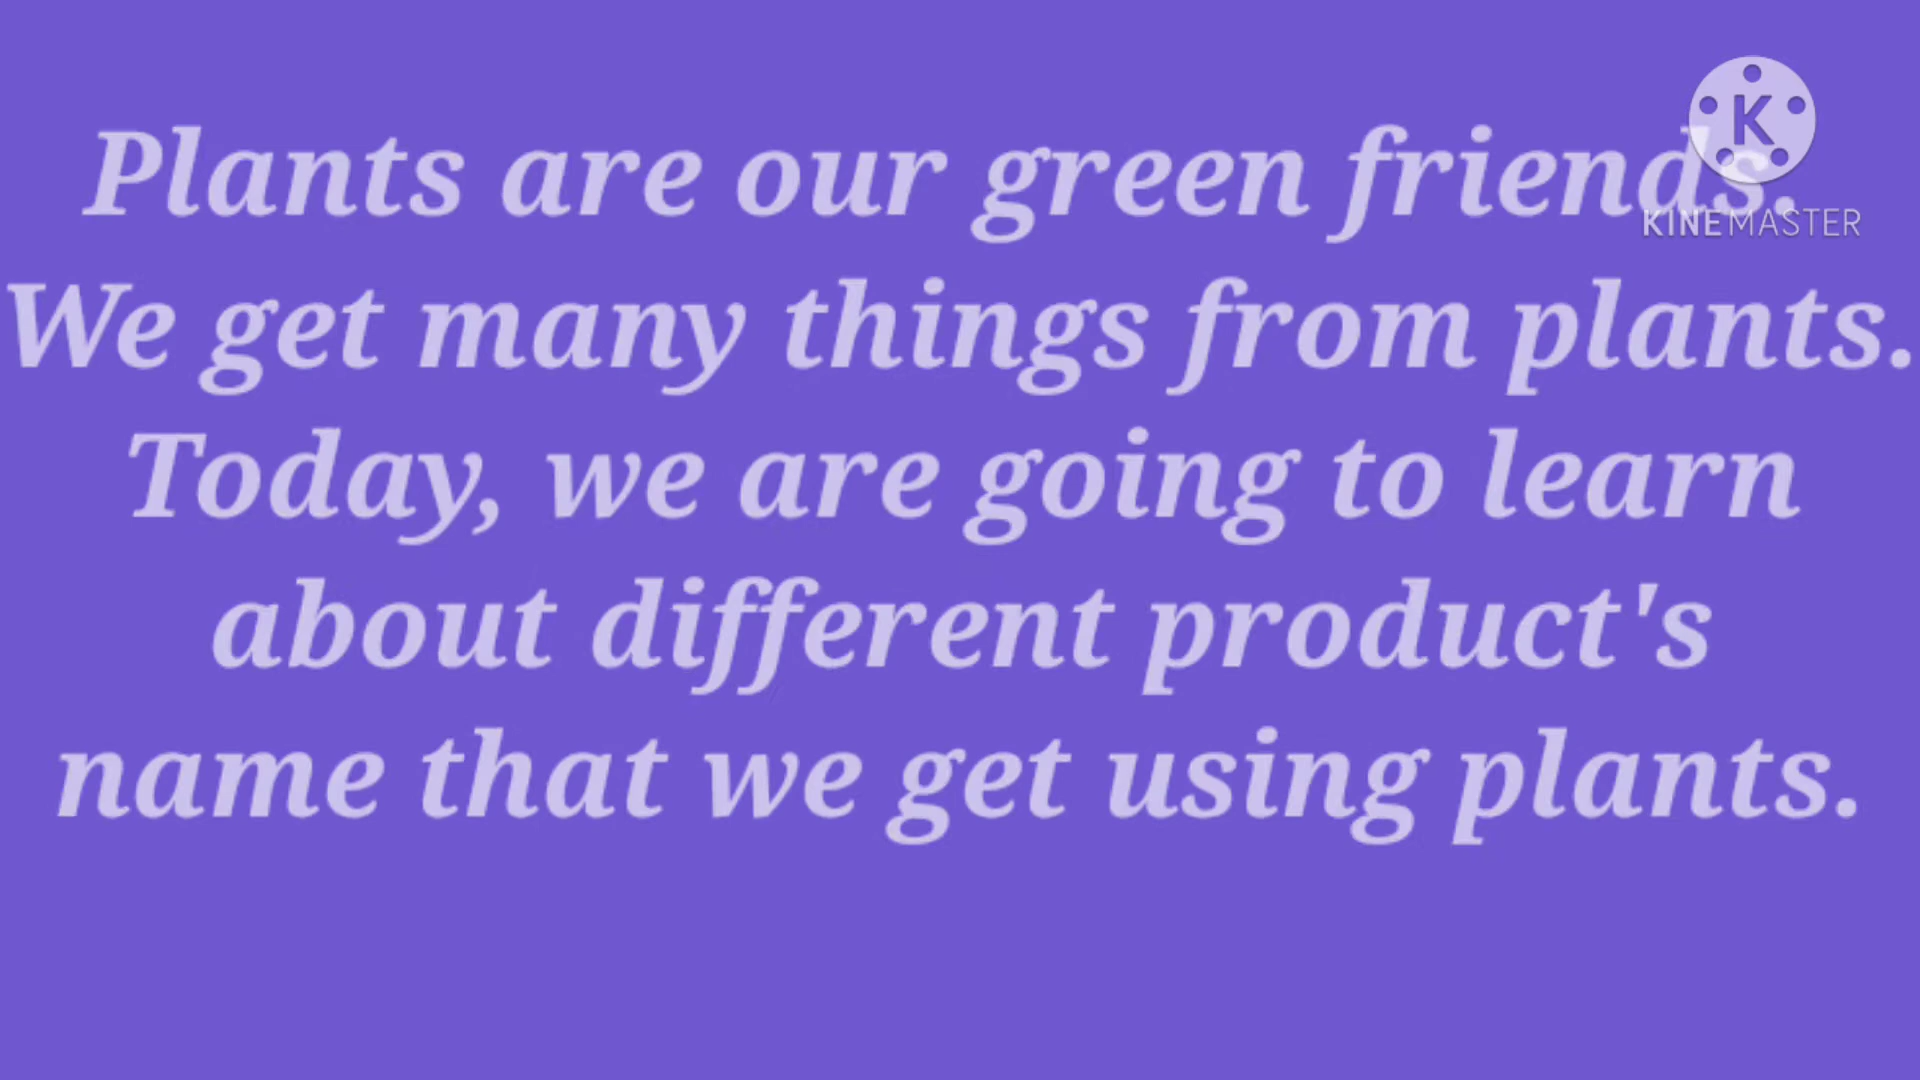 Plants are our green friends.
We get many things from plants.
Today, we are going to learn
about different product's
name that we get using plants.
K
KINEMASTER